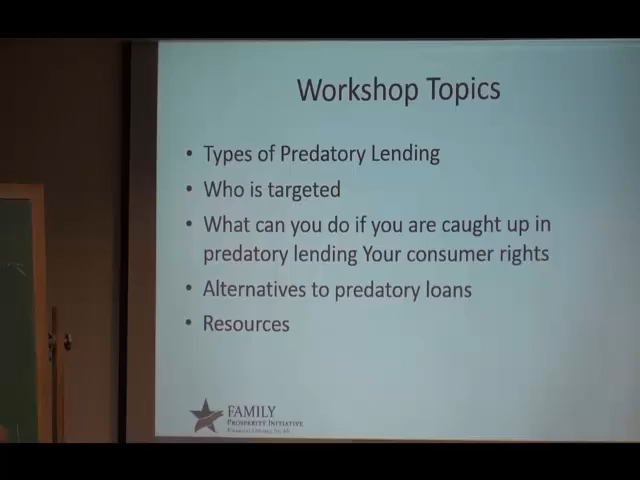 Workshop Topics
• Types of Predatory Lending
• Who is targeted
• What can you do if you are caught up in
predatory lending Your consumer rights
• Alternatives to predatory loans
• Resources
FAMILY
PROSPERITY INITIATIVE